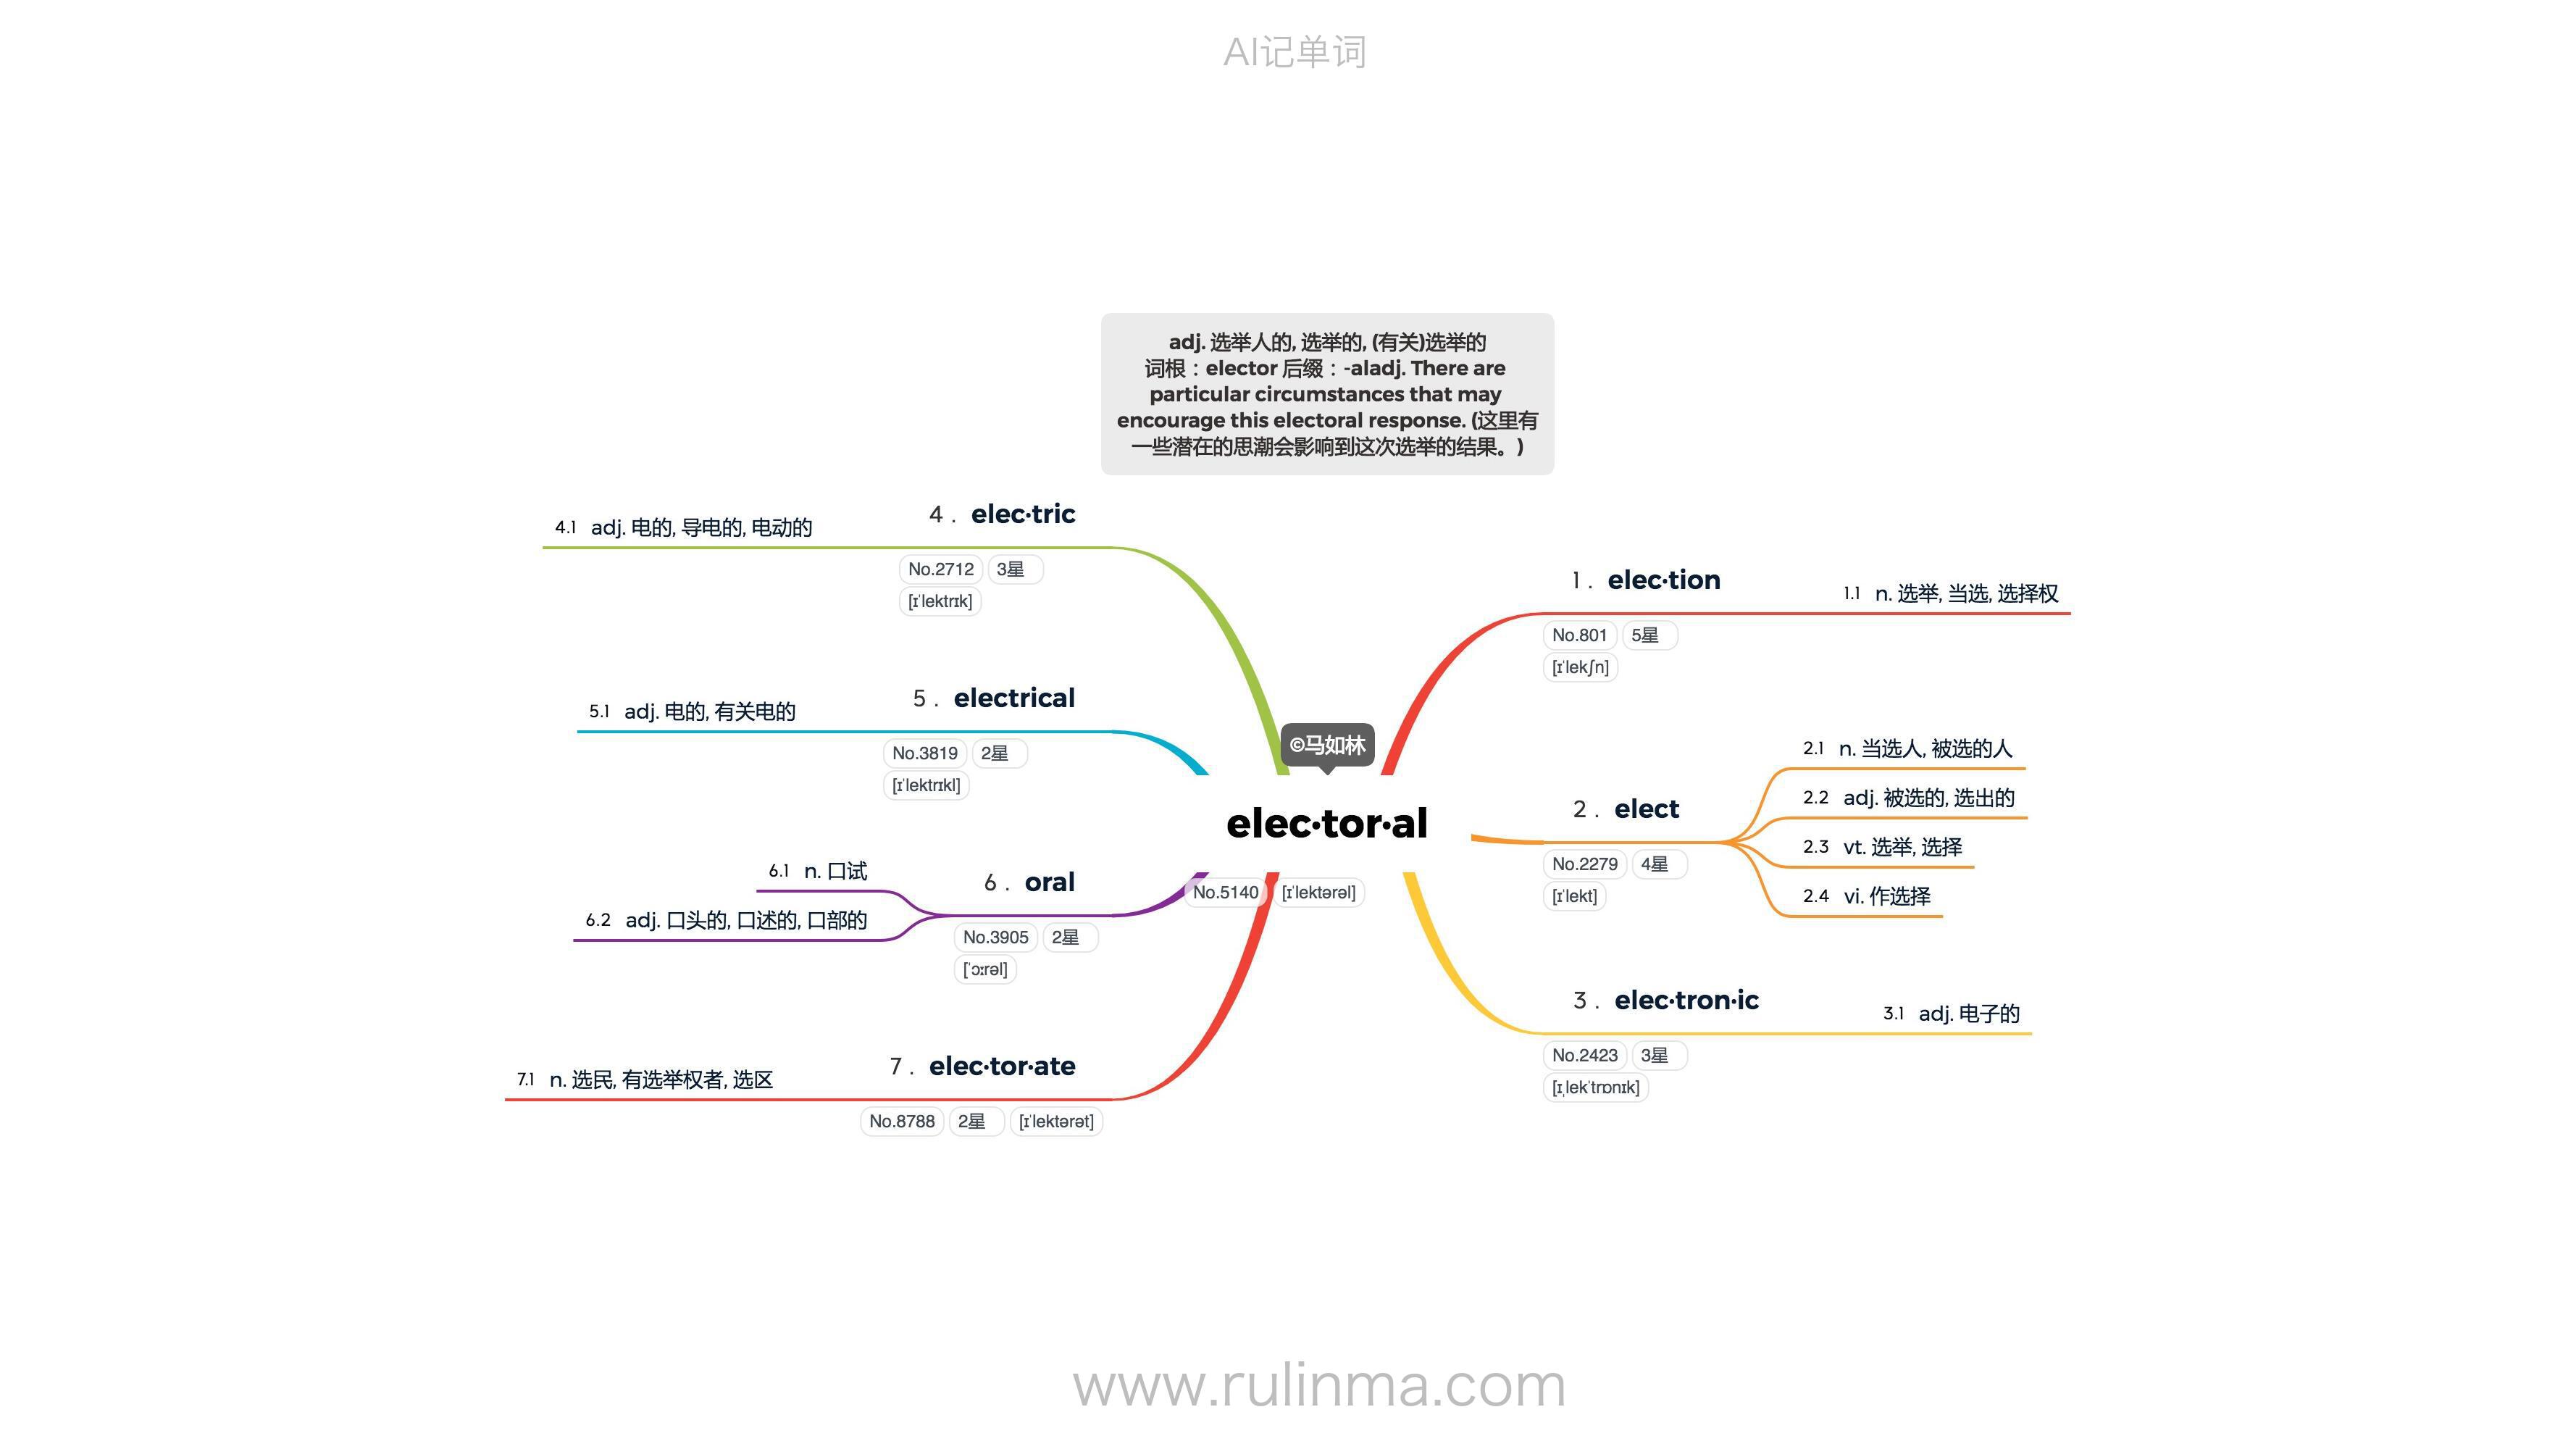 AI记单词
adj. 选举人的, 选举的, (有关)选举的
词根：elector 后缀：-aladj. There are
particular circumstances that may
encourage this electoral response. (这里有
一些潜在的思潮会影响到这次选举的结果。)
©马如林
elec·tor·al
No.5140 [ɪˈlektərəl]
1. elec·tion
No.801 5星
[ɪˈlekʃn]
1.1 n. 选举, 当选, 选择权
2. elect
No.2279 4星
[ɪˈlekt]
2.1 n. 当选人, 被选的人
2.2 adj. 被选的, 选出的
2.3 vt. 选举, 选择
2.4 vi. 作选择
3. elec·tron·ic
No.2423 3星
[ɪˌlekˈtrɒnɪk]
3.1 adj. 电子的
4. elec·tric
No.2712 3星
[ɪˈlektrɪk]
4.1 adj. 电的, 导电的, 电动的
5. electrical
No.3819 2星
[ɪˈlektrɪkl]
5.1 adj. 电的, 有关电的
6. oral
No.3905 2星
[ˈɔːrəl]
6.1 n. 口试
6.2 adj. 口头的, 口述的, 口部的
7. elec·tor·ate
No.8788 2星 [ɪˈlektərət]
7.1 n. 选民, 有选举权者, 选区
www.rulinma.com